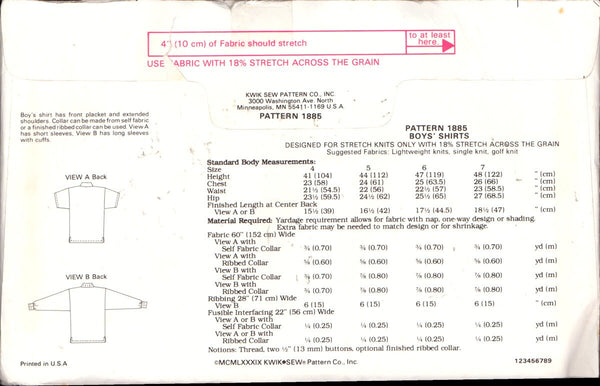 4") (10 cm) of Fabric should stretch
to at least
here.
USE FABRIC WITH 18% STRETCH ACROSS THE GRAIN
KWIK SEW PATTERN CO., INC.
3000 Washington Ave. North
Minneapolis, MN 55411-1169 U.S.A.
PATTERN 1885
Boy's shirt has front placket and extended
shoulders. Collar can be made from self fabric
or a finished ribbed collar can be used. View A
has short sleeves, View B has long sleeves
with cuffs.
PATTERN 1885
BOYS' SHIRTS
DESIGNED FOR STRETCH KNITS ONLY WITH 18% STRETCH ACROSS THE GRAIN
Suggested Fabrics: Lightweight knits, single knit, golf knit
Standard Body Measurements:
Size 4 5 6 7
Height 41 (104) 44 (112) 47 (119) 48 (122) " (cm)
Chest 23 (58) 24 (61) 25 (63.5) 26 (66) " (cm)
Waist 21½ (54.5) 22 (56) 22½ (57) 23 (58.5) " (cm)
Hip 23½ (59.5) 24½ (62) 25½ (65) 27 (68.5) " (cm)
Finished Length at Center Back
View A or B 15½ (39) 16½ (42) 17½ (44.5) 18½ (47) " (cm)
Material Required: Yardage requirement allows for nap, one way design or shading.
Extra fabric may be needed to match design or for shrinkage.
Fabric 60" (152 cm) Wide
View A with
Self Fabric Collar ¾ (0.70) ¾ (0.70) ¾ (0.70) ¾ (0.70) yd (m)
View A with
Ribbed Collar ⅝ (0.60) ¾ (0.70) ¾ (0.70) ¾ (0.70) yd (m)
View B with
Self Fabric Collar ¾ (0.70) ⅞ (0.80) ⅞ (0.80) ⅞ (0.80) yd (m)
View B with
Ribbed Collar ¾ (0.70) ⅞ (0.80) ⅞ (0.80) ⅞ (0.80) yd (m)
Ribbing 28" (71 cm) Wide
View B 6 (15) 6 (15) 6 (15) 6 (15) " (cm)
Fusible Interfacing 22" (56 cm) Wide
View A or B with
Self Fabric Collar ¼ (0.25) ¼ (0.25) ¼ (0.25) ¼ (0.25) yd (m)
View A or B with
Ribbed Collar ¼ (0.25) ¼ (0.25) ¼ (0.25) ¼ (0.25) yd (m)
Notions: Thread, two ½" (13 mm) buttons, optional finished ribbed collar.
VIEW A Back
VIEW B Back
Printed in U.S.A
©MCMLXXXIX KWIK•SEW® Pattern Co., Inc.
123456789